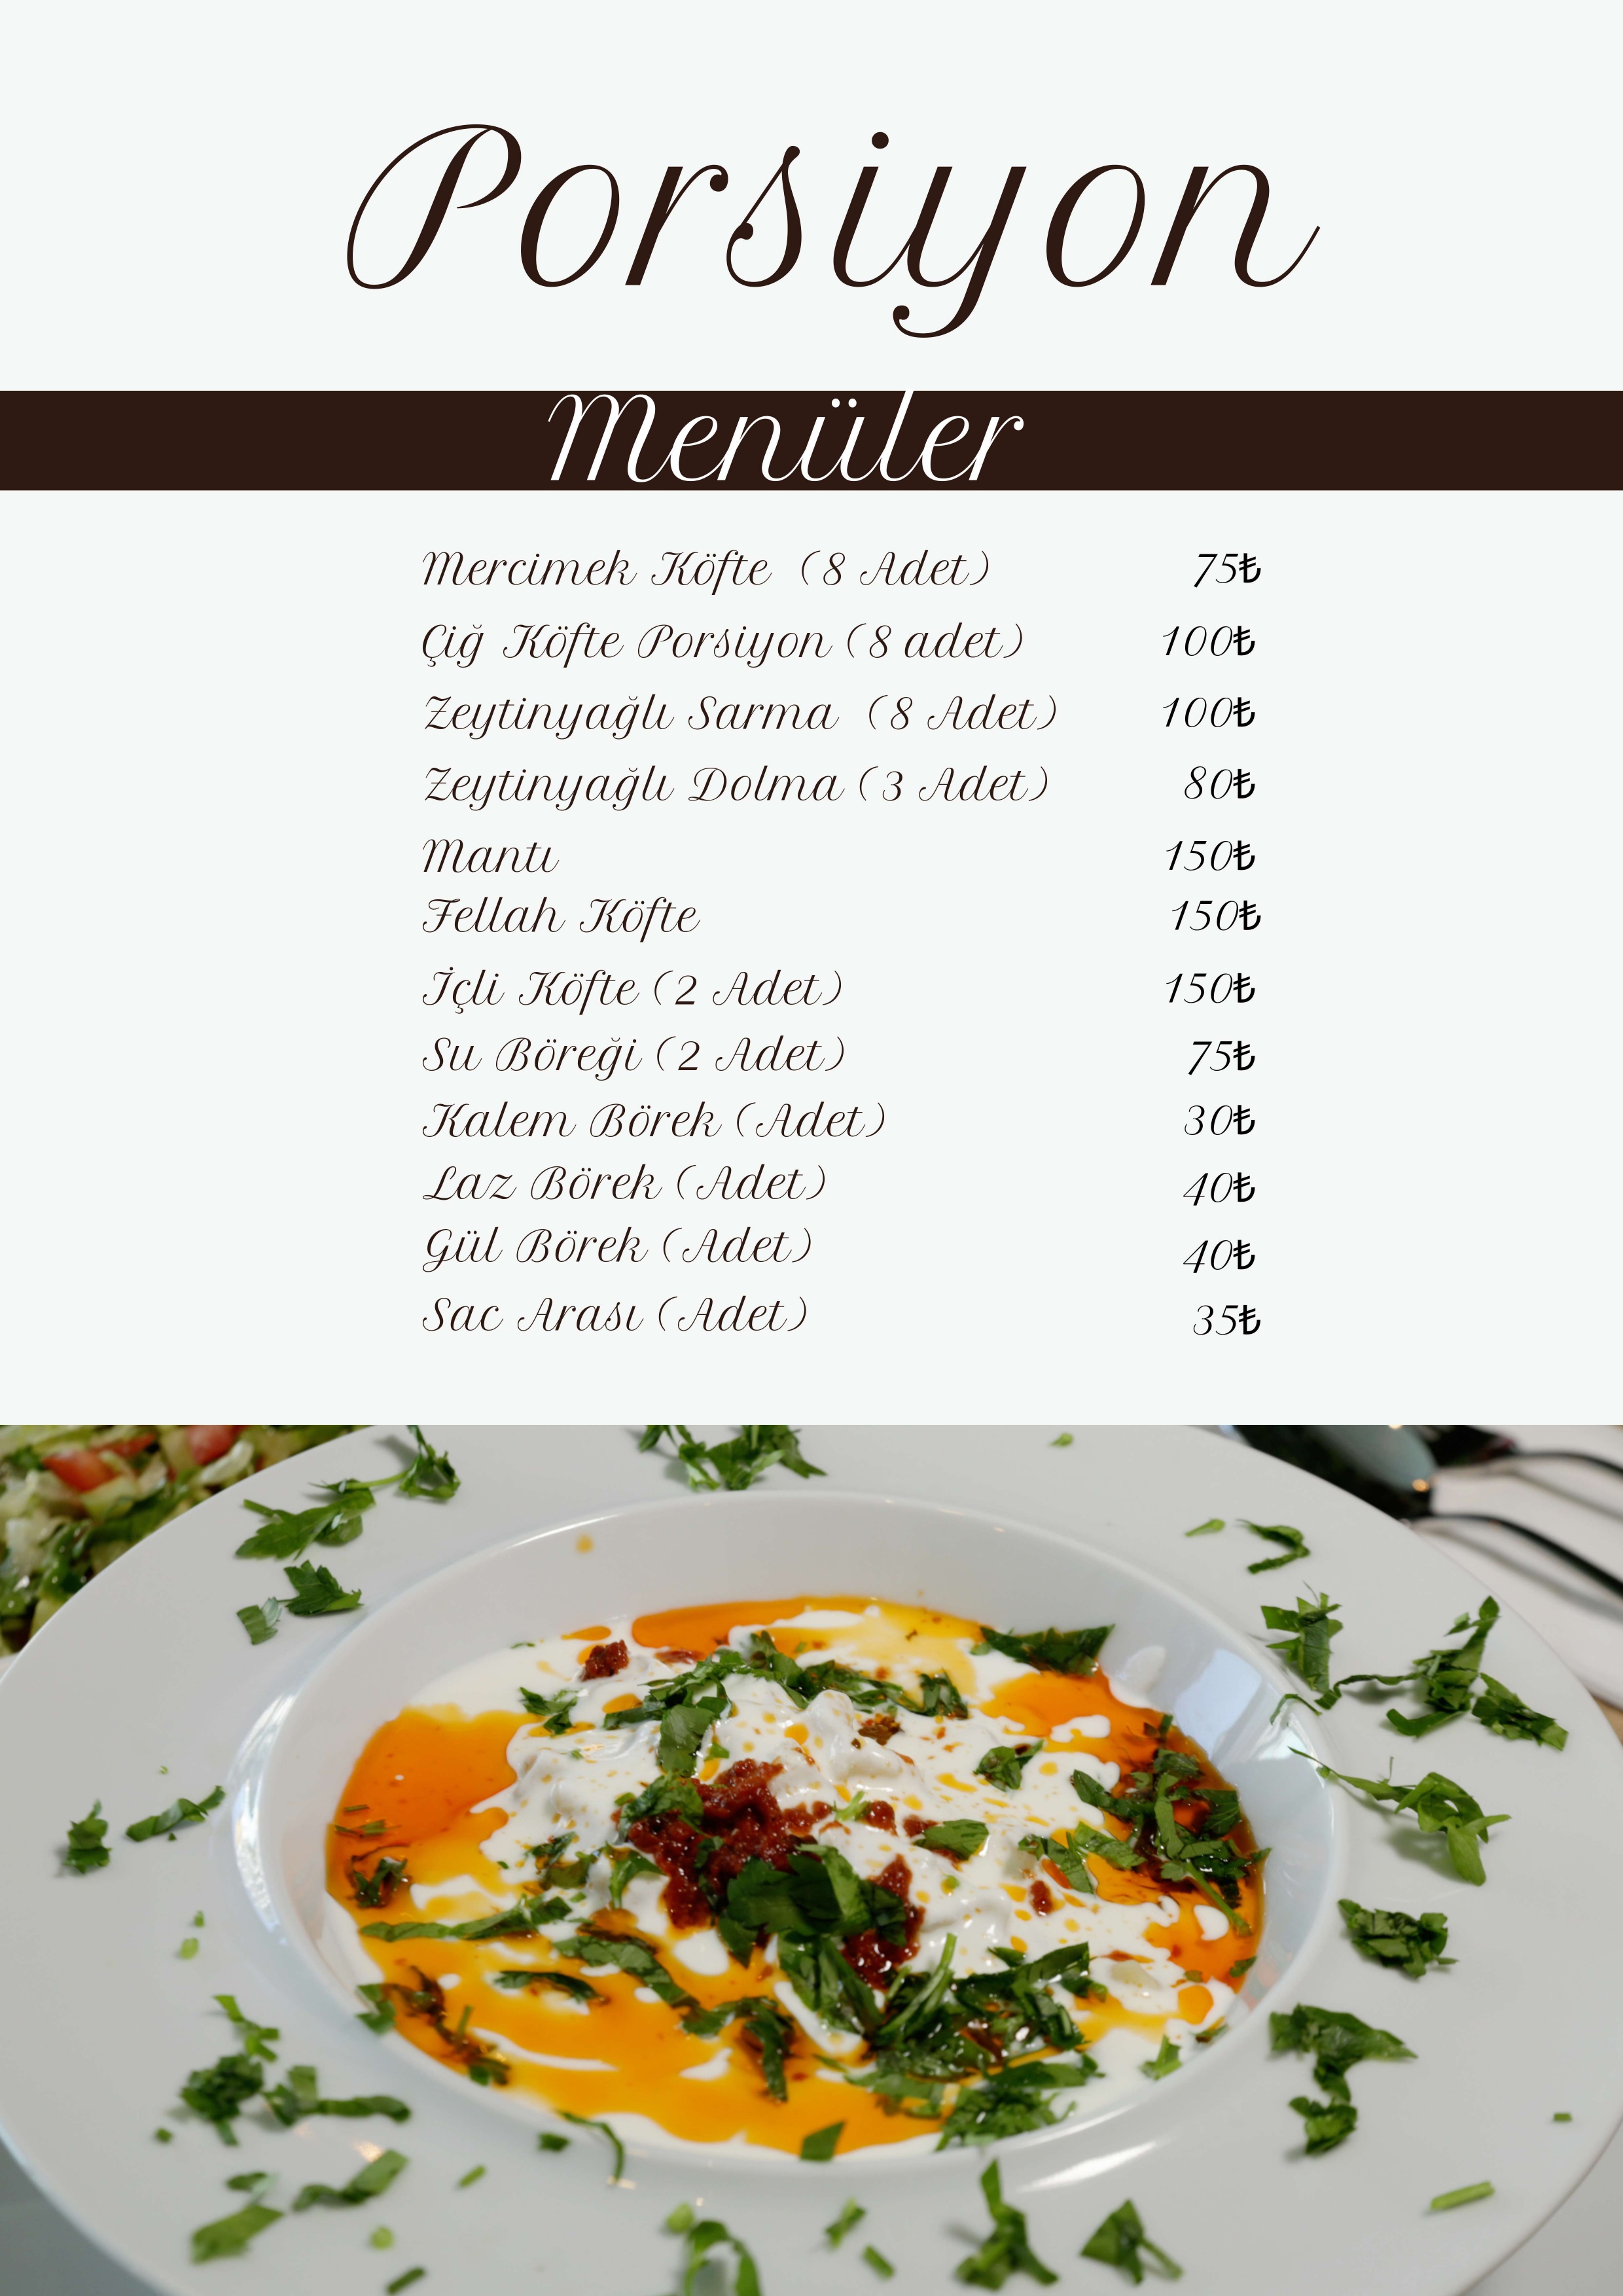 Porsiyon
Menüler
Mercimek Köfte (8 Adet) 75₺
Çiğ Köfte Porsiyon (8 adet) 100₺
Zeytinyağlı Sarma (8 Adet) 100₺
Zeytinyağlı Dolma (3 Adet) 80₺
Mantı 150₺
Fellah Köfte 150₺
İçli Köfte (2 Adet) 150₺
Su Böreği (2 Adet) 75₺
Kalem Börek (Adet) 30₺
Laz Börek (Adet) 40₺
Gül Börek (Adet) 40₺
Sac Arası (Adet) 35₺